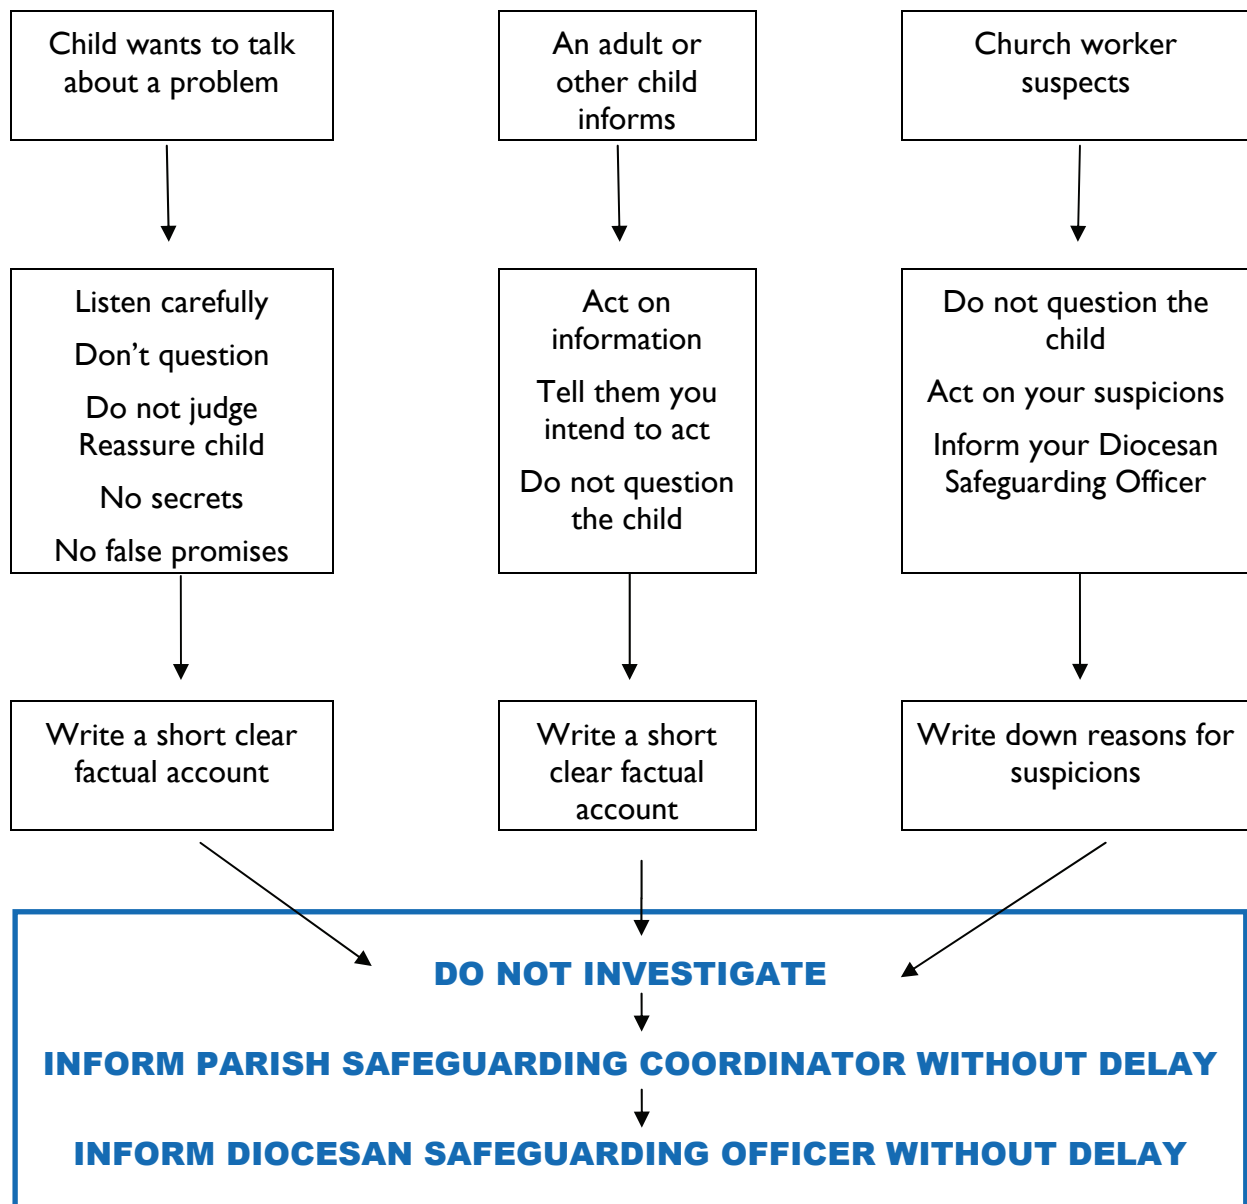 Child wants to talk
about a problem
An adult or
other child
informs
Church worker
suspects
Listen carefully
Don’t question
Do not judge
Reassure child
No secrets
No false promises
Act on
information
Tell them you
intend to act
Do not question
the child
Do not question the
child
Act on your suspicions
Inform your Diocesan
Safeguarding Officer
Write a short clear
factual account
Write a short
clear factual
account
Write down reasons for
suspicions
DO NOT INVESTIGATE
INFORM PARISH SAFEGUARDING COORDINATOR WITHOUT DELAY
INFORM DIOCESAN SAFEGUARDING OFFICER WITHOUT DELAY